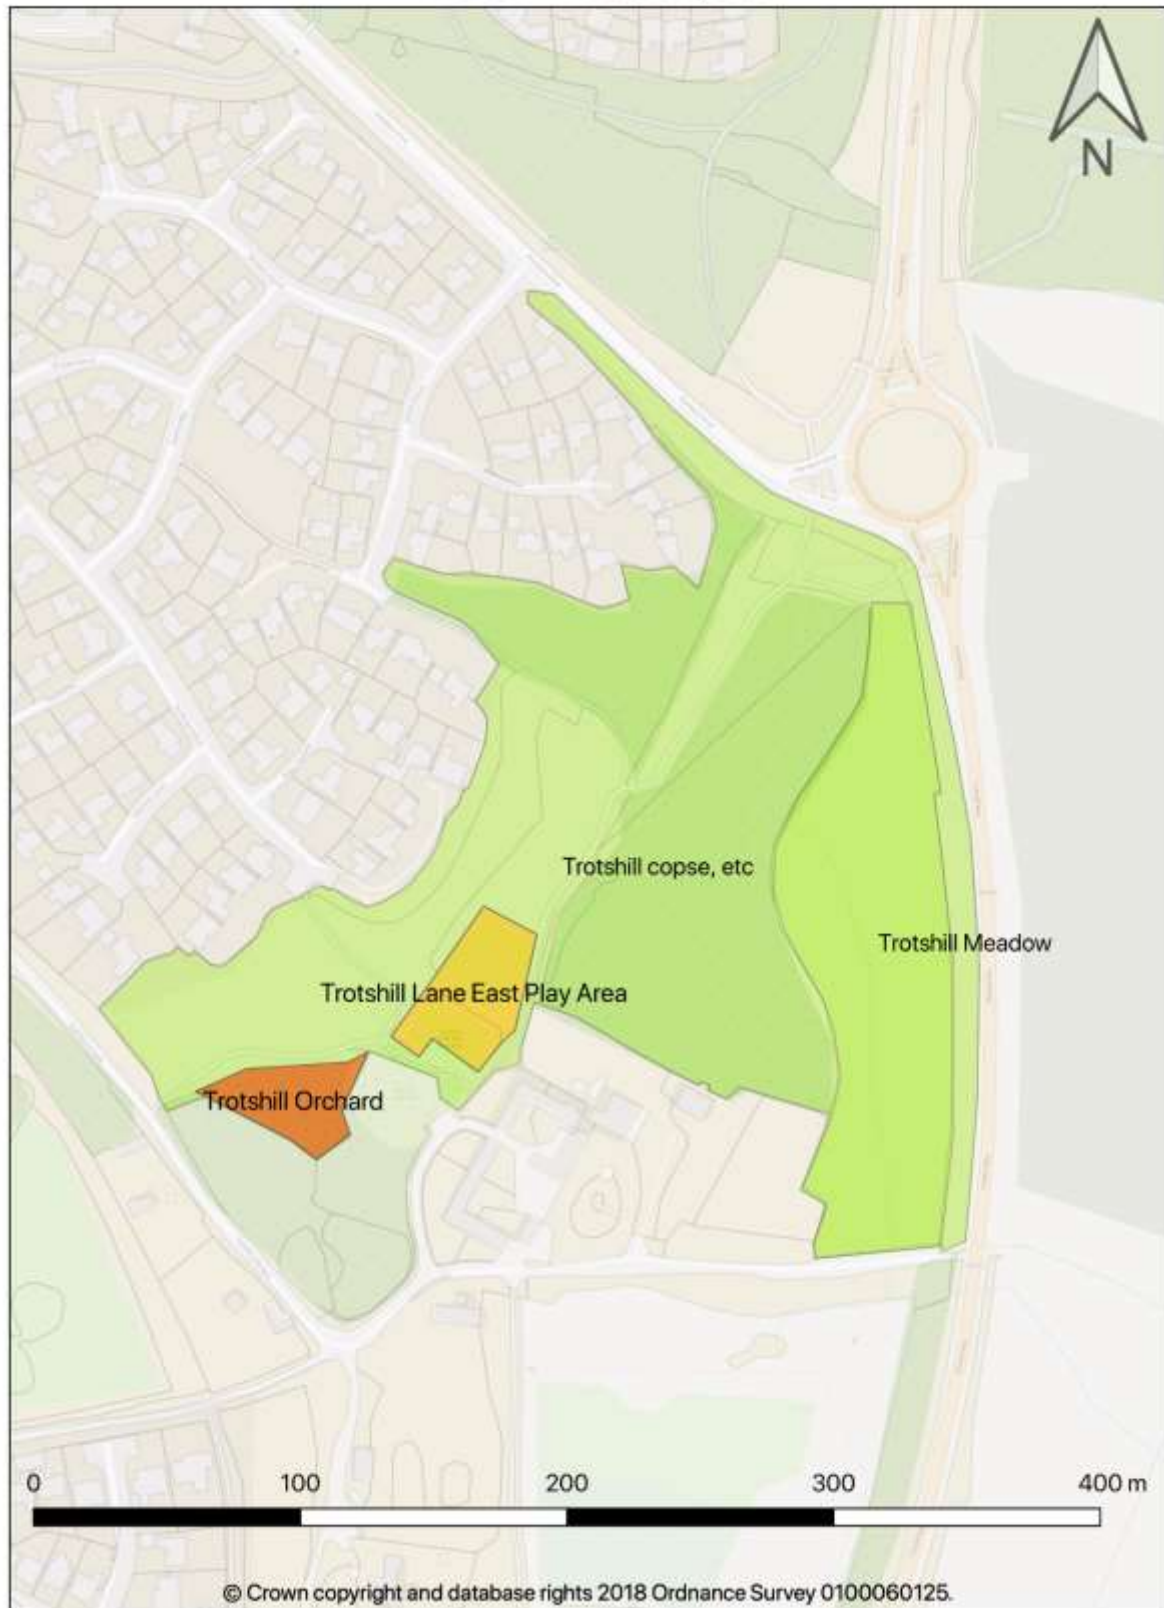 N
Trotshill copse, etc
Trotshill Meadow
Trotshill Lane East Play Area
Trotshill Orchard
0 100 200 300 400 m
© Crown copyright and database rights 2018 Ordnance Survey 0100060125.